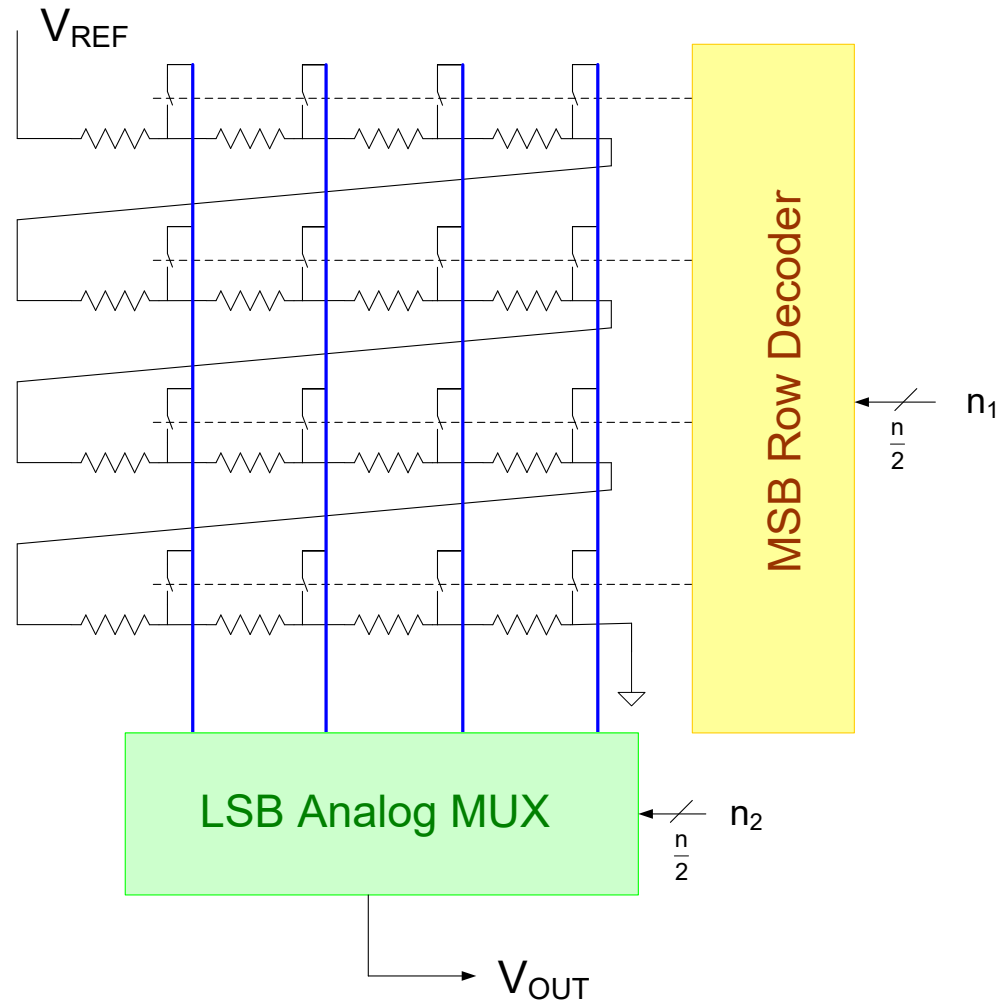 VREF
MSB Row Decoder
n1
n
2
LSB Analog MUX
n2
n
2
VOUT